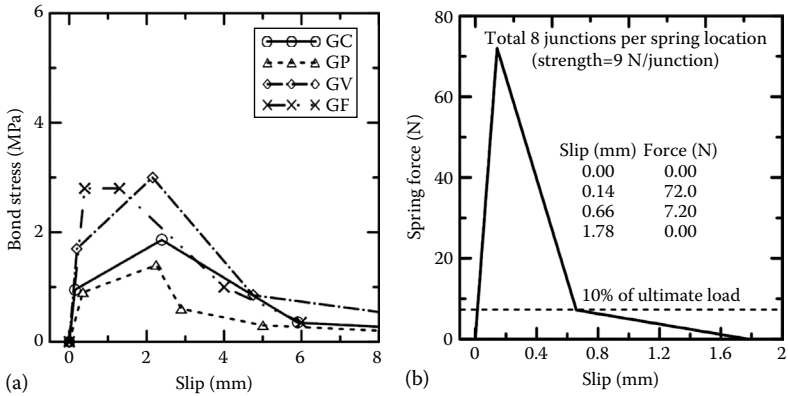 6
4
2
0
Bond stress (MPa)
0 2 4 6 8
Slip (mm)
GC
GP
GV
GF
(a)
80
60
40
20
0
Spring force (N)
Total 8 junctions per spring location
(strength=9 N/junction)
Slip (mm) Force (N)
0.00 0.00
0.14 72.0
0.66 7.20
1.78 0.00
10% of ultimate load
0 0.4 0.8 1.2 1.6 2
Slip (mm)
(b)